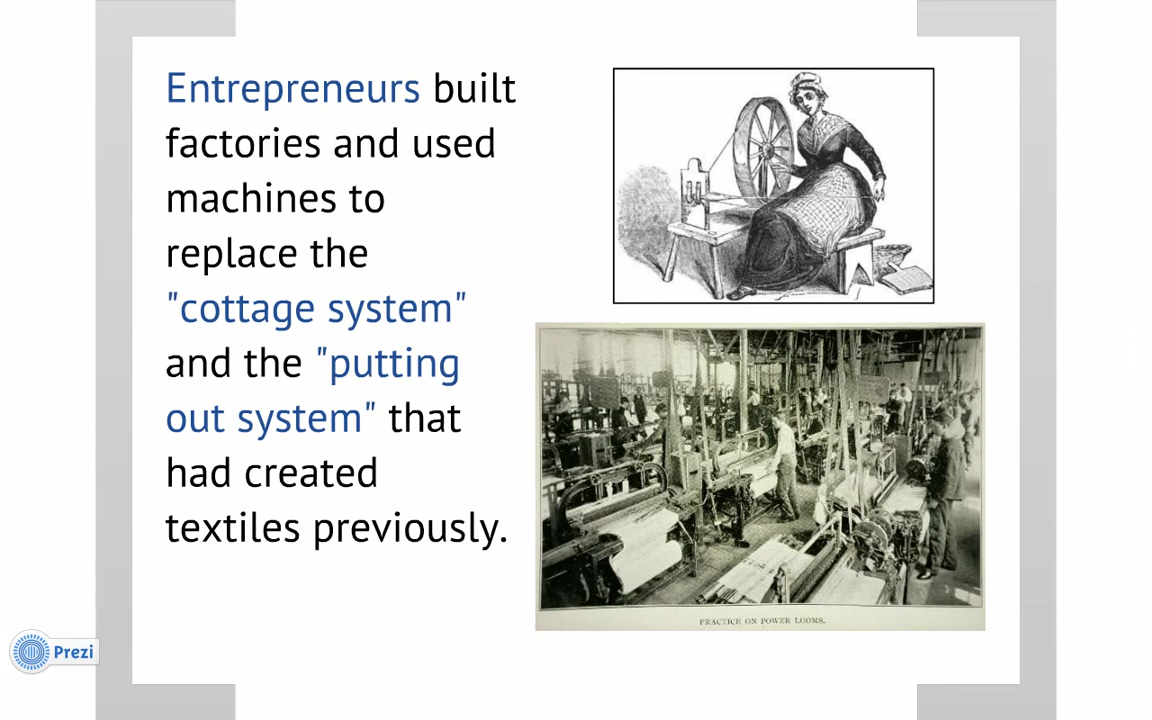 Entrepreneurs built
factories and used
machines to
replace the
"cottage system"
and the "putting
out system" that
had created
textiles previously.
PRACTICE ON POWER LOOMS.
Prezi